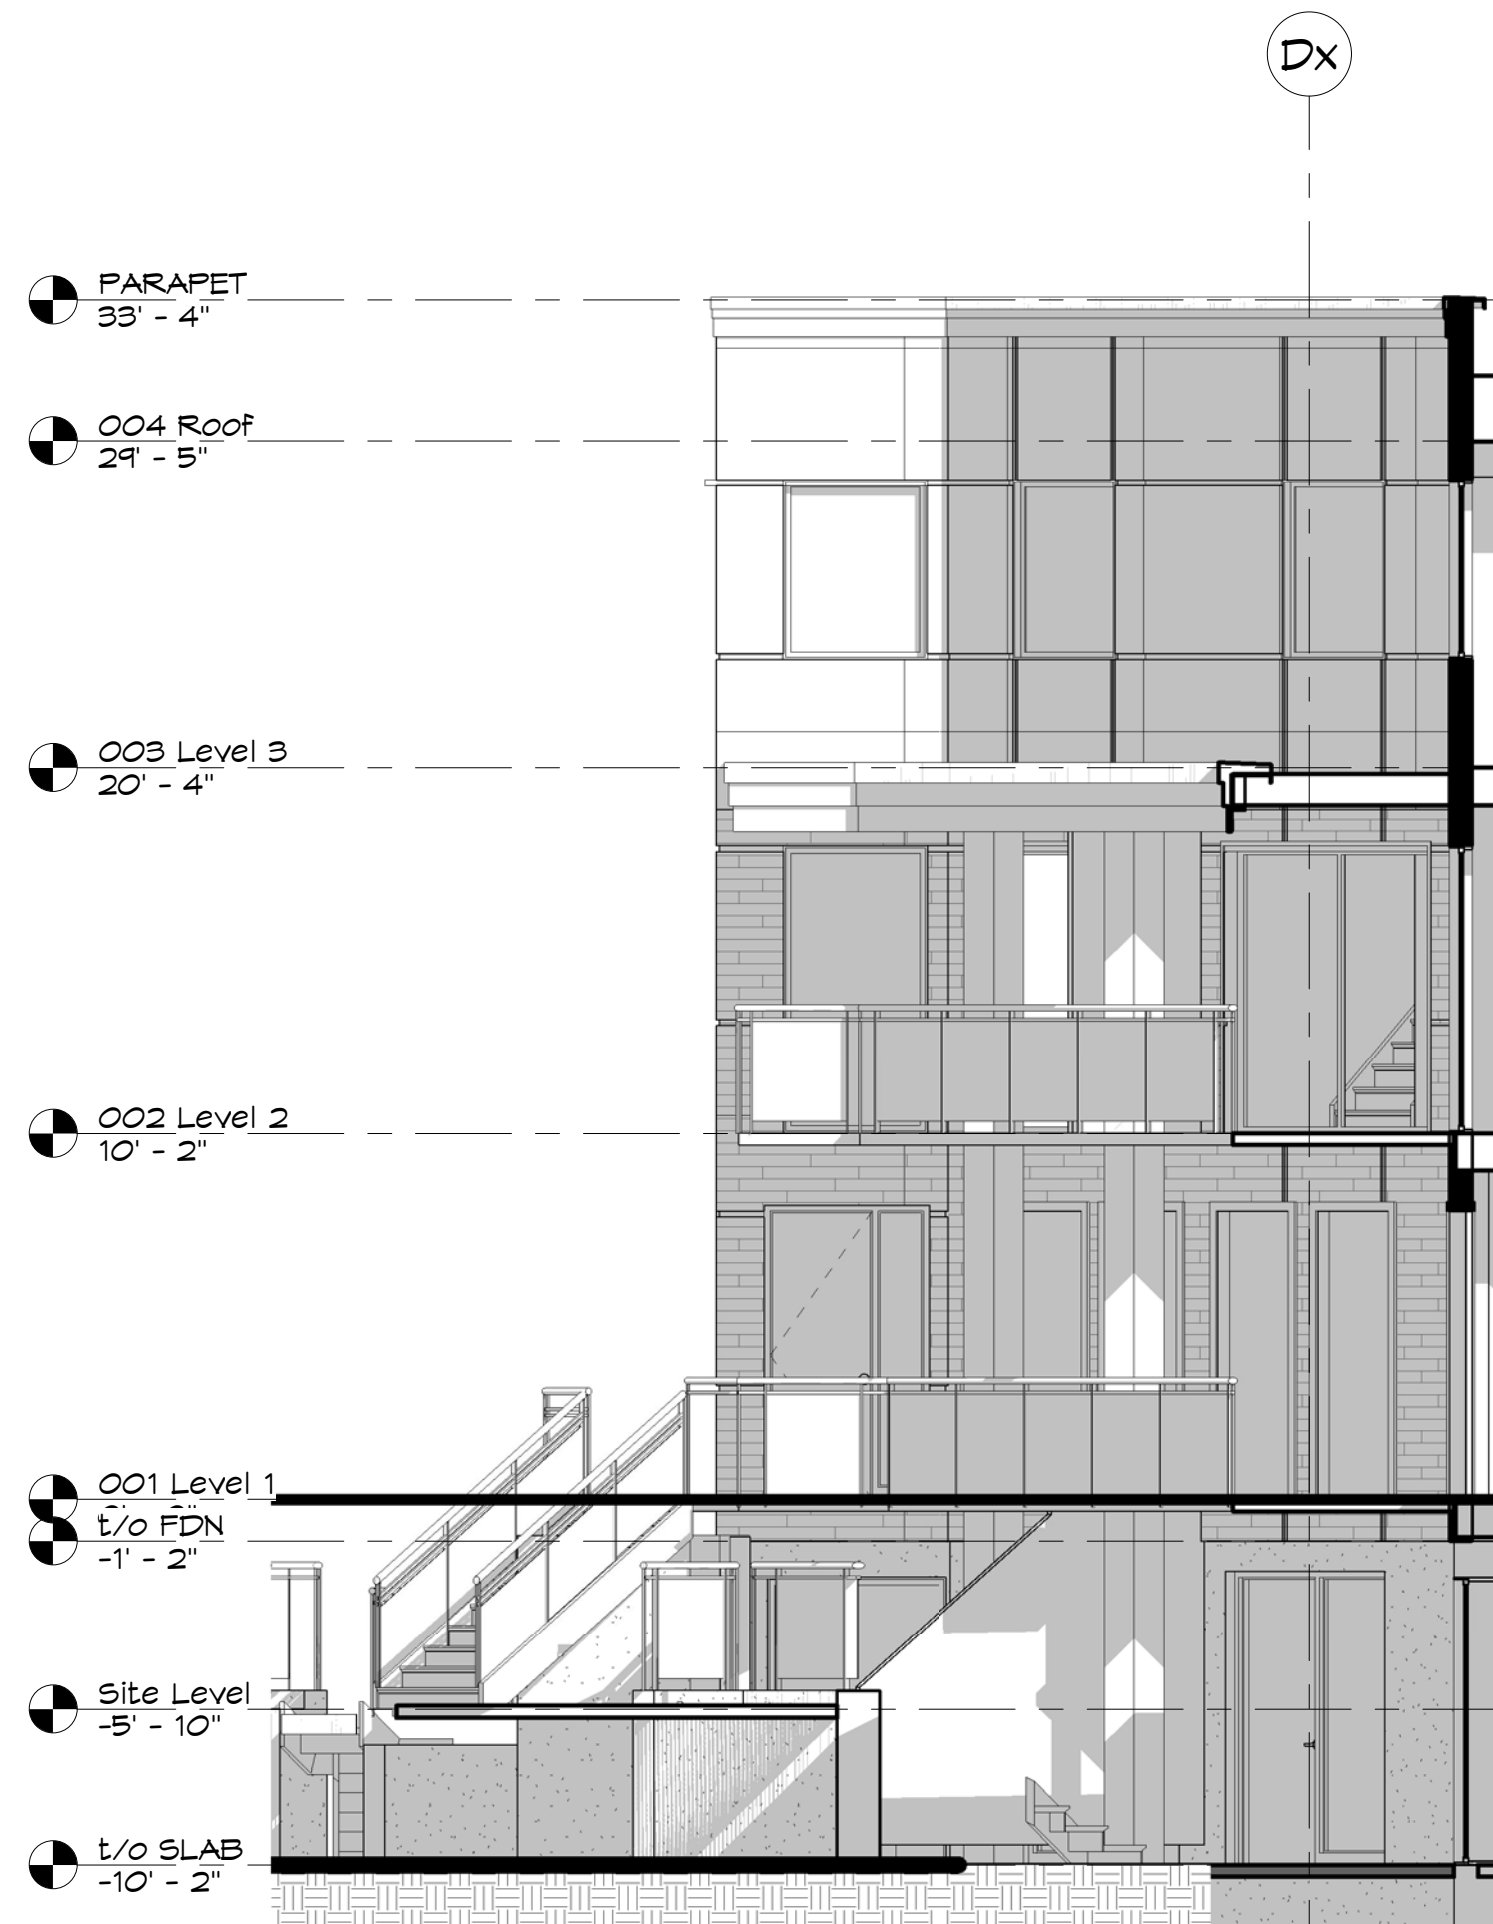 Dx
PARAPET
33' - 4"
004 Roof
29' - 5"
003 Level 3
20' - 4"
002 Level 2
10' - 2"
001 Level 1
t/o FDN
-1' - 2"
Site Level
-5' - 10"
t/o SLAB
-10' - 2"